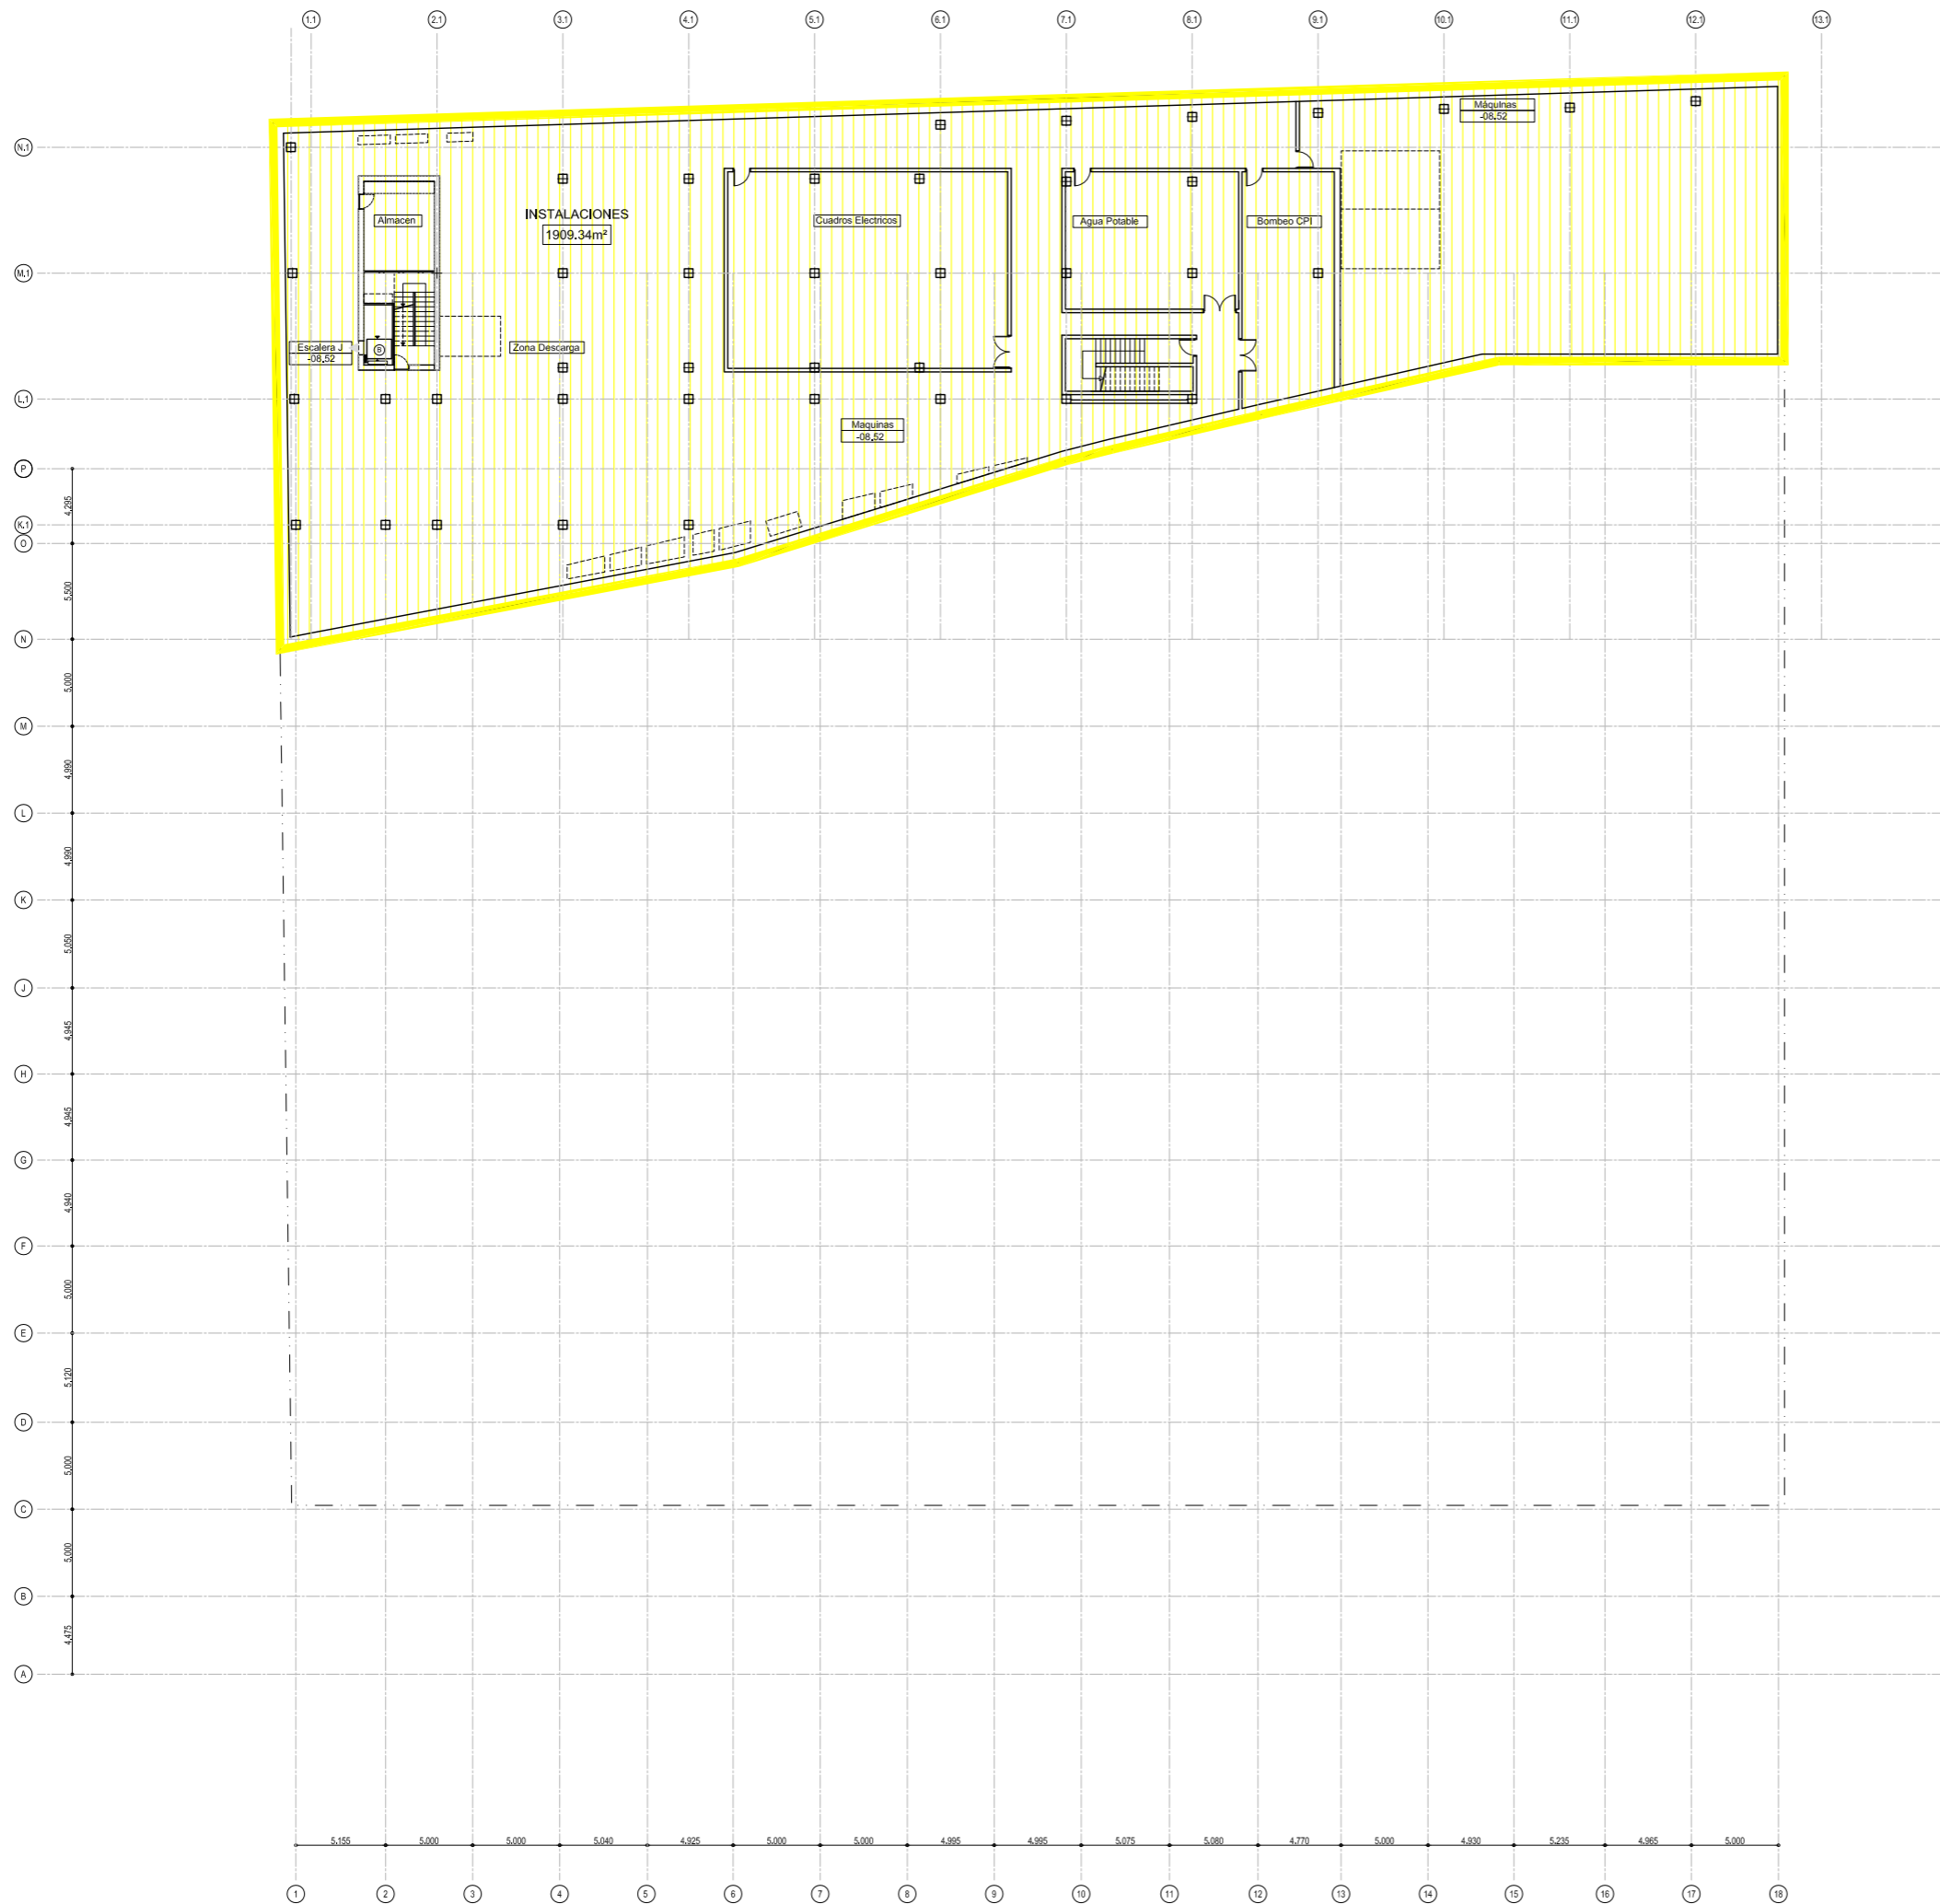 1.1 2.1 3.1 4.1 5.1 6.1 7.1 8.1 9.1 10.1 11.1 12.1 13.1
Máquinas
-08.52
N.1
Almacen
INSTALACIONES
1909.34m²
Cuadros Electricos
Agua Potable
Bombeo CPI
M.1
Escalera J
-08.52
B
Zona Descarga
L.1
Maquinas
-08.52
P
4,295
K.1
O
5,500
N
5,000
M
4,990
L
4,990
K
5,050
J
4,945
H
4,945
G
4,940
F
5,000
E
5,120
D
5,000
C
5,000
B
4,475
A
5,155 5,000 5,000 5,040 4,925 5,000 5,000 4,995 4,995 5,075 5,080 4,770 5,000 4,930 5,235 4,965 5,000
1 2 3 4 5 6 7 8 9 10 11 12 13 14 15 16 17 18